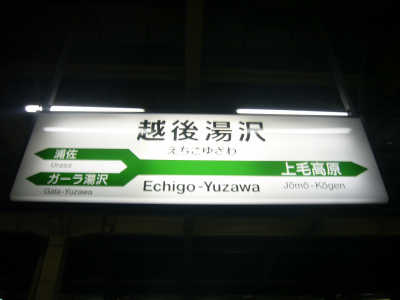 越後湯沢
えちごゆざわ
Echigo-Yuzawa
浦佐
Urasa
ガーラ湯沢
Gala-Yuzawa
上毛高原
Jōmō-Kōgen